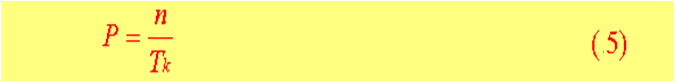 P = n / Tk (.5)